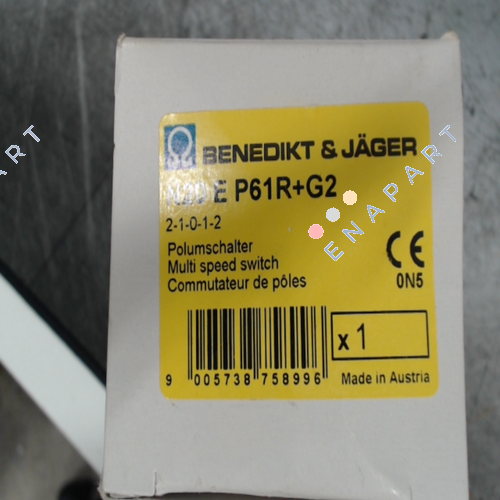 BENEDIKT & JÄGER
E P61R+G2
2-1-0-1-2
Polumschalter
Multi speed switch
Commutateur de pôles
CE
0N5
x 1
9 005738 758996
Made in Austria
ENAPART
APART